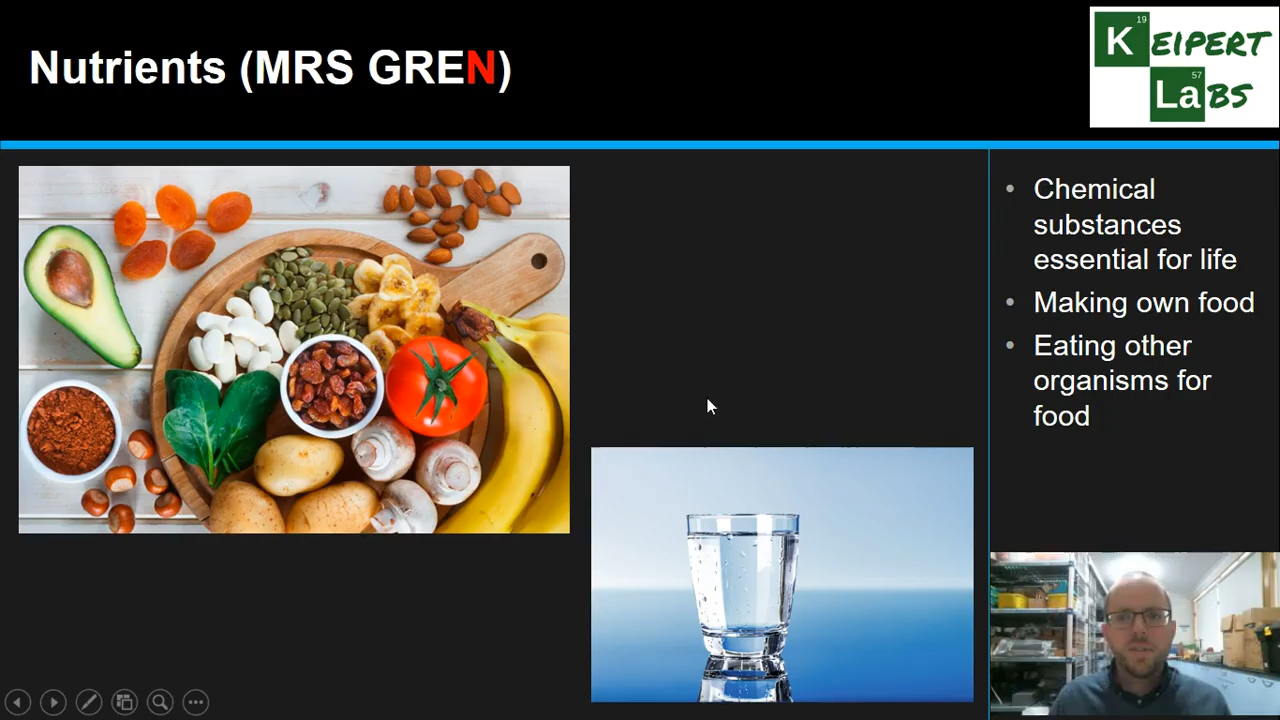 Nutrients (MRS GREN)
19
KEIPERT
57
LaBS
• Chemical
substances
essential for life
• Making own food
• Eating other
organisms for
food